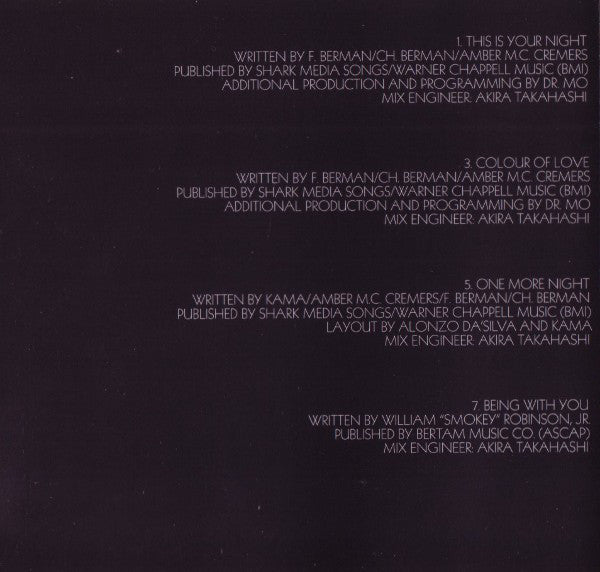 1. THIS IS YOUR NIGHT
WRITTEN BY F. BERMAN/CH. BERMAN/AMBER M.C. CREMERS
PUBLISHED BY SHARK MEDIA SONGS/WARNER CHAPPELL MUSIC (BMI)
ADDITIONAL PRODUCTION AND PROGRAMMING BY DR. MO
MIX ENGINEER: AKIRA TAKAHASHI
3. COLOUR OF LOVE
WRITTEN BY F. BERMAN/CH. BERMAN/AMBER M.C. CREMERS
PUBLISHED BY SHARK MEDIA SONGS/WARNER CHAPPELL MUSIC (BMI)
ADDITIONAL PRODUCTION AND PROGRAMMING BY DR. MO
MIX ENGINEER: AKIRA TAKAHASHI
5. ONE MORE NIGHT
WRITTEN BY KAMA/AMBER M.C. CREMERS/F. BERMAN/CH. BERMAN
PUBLISHED BY SHARK MEDIA SONGS/WARNER CHAPPELL MUSIC (BMI)
LAYOUT BY ALONZO DA'SILVA AND KAMA
MIX ENGINEER: AKIRA TAKAHASHI
7. BEING WITH YOU
WRITTEN BY WILLIAM "SMOKEY" ROBINSON, JR.
PUBLISHED BY BERTAM MUSIC CO. (ASCAP)
MIX ENGINEER: AKIRA TAKAHASHI